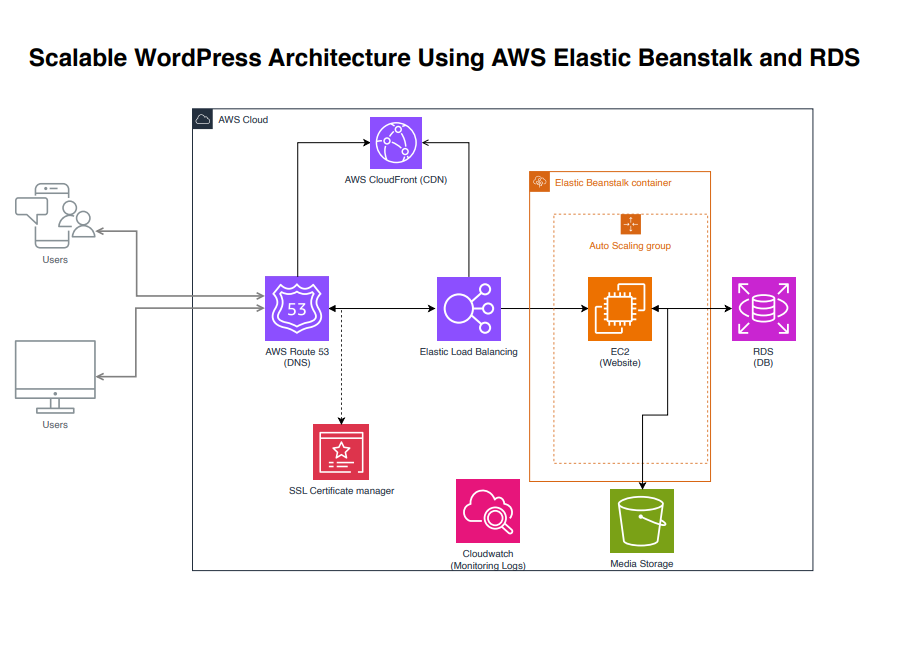 Scalable WordPress Architecture Using AWS Elastic Beanstalk and RDS
AWS Cloud
AWS CloudFront (CDN)
Elastic Beanstalk container
Auto Scaling group
Users
53
AWS Route 53
(DNS)
Elastic Load Balancing
EC2
(Website)
RDS
(DB)
Users
SSL Certificate manager
Cloudwatch
(Monitoring Logs)
Media Storage